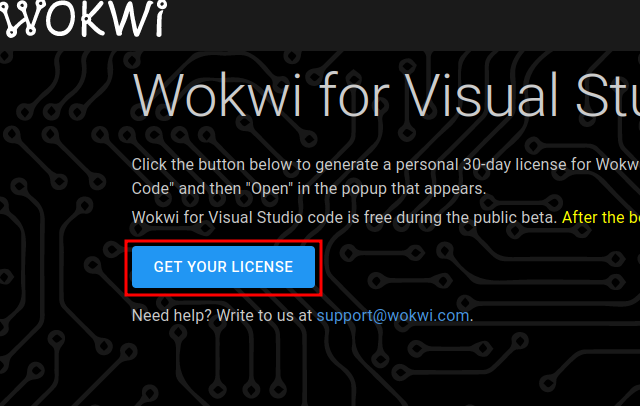 WOKWi
Wokwi for Visual Stu
Click the button below to generate a personal 30-day license for Wokw
Code" and then "Open" in the popup that appears.
Wokwi for Visual Studio code is free during the public beta. After the be
GET YOUR LICENSE
Need help? Write to us at support@wokwi.com.